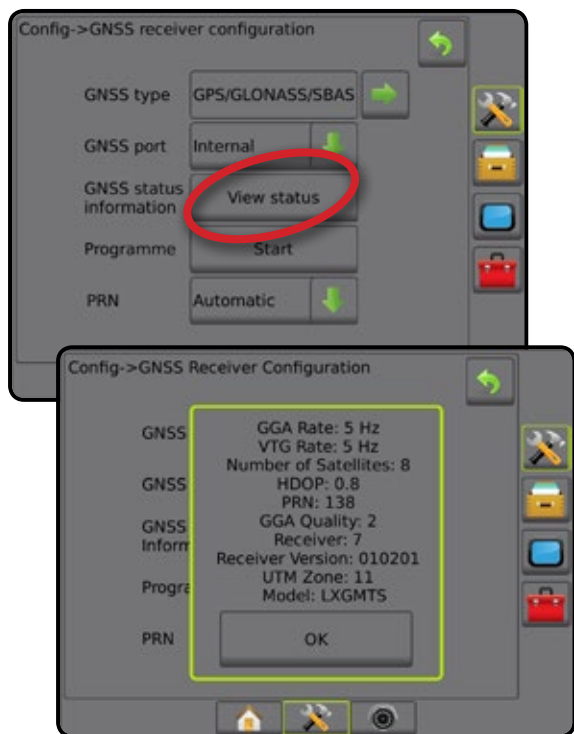 Config->GNSS receiver configuration
GNSS type GPS/GLONASS/SBAS
GNSS port Internal
GNSS status
information
View status
Programme Start
PRN Automatic
Config->GNSS Receiver Configuration
GNSS
GNSS
GNSS
Inform
Progra
PRN
GGA Rate: 5 Hz
VTG Rate: 5 Hz
Number of Satellites: 8
HDOP: 0.8
PRN: 138
GGA Quality: 2
Receiver: 7
Receiver Version: 010201
UTM Zone: 11
Model: LXGMTS
OK